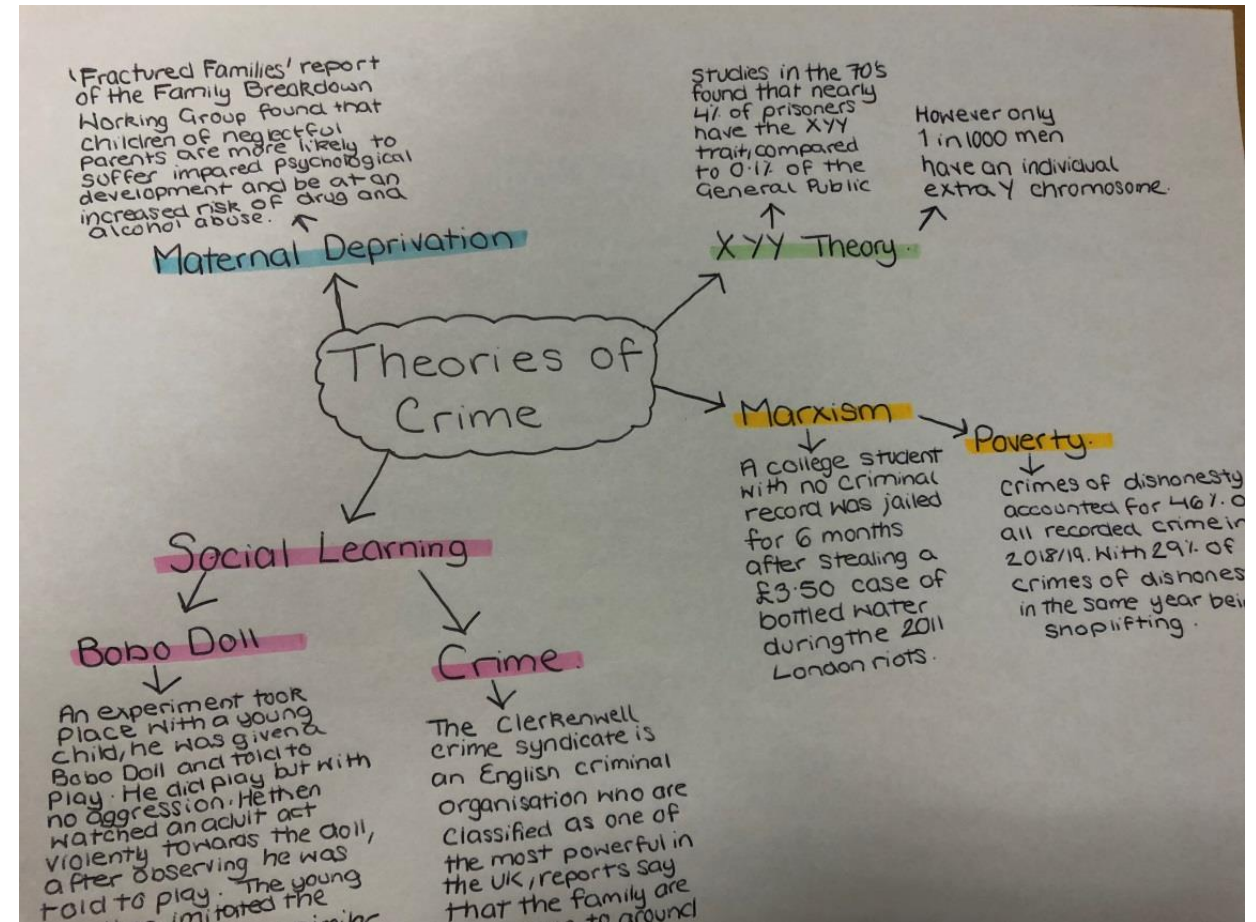 'Fractured Families' report
of the Family Breakdown
Working Group found that
children of neglectful
parents are more likely to
suffer impared psychological
development and be at an
increased risk of drug and
alcohol abuse.
Maternal Deprivation
studies in the 70's
found that nearly
4% of prisoners
have the XYY
trait, compared
to 0.1% of the
General Public
However only
1 in 1000 men
have an individual
extra Y chromosome.
XYY Theory.
Theories of
Crime
Marxism
A college student
with no criminal
record was jailed
for 6 months
after stealing a
£3.50 case of
bottled water
during the 2011
London riots.
Poverty.
crimes of dishonesty
accounted for 46%
all recorded crime in
2018/19. With 29% of
crimes of
in the same year
shoplifting.
Social Learning
Bobo Doll
An experiment took
place with a young
child, he was given a
Bobo Doll and told to
play. He did play but with
no aggression. He then
watched an adult act
violenty towards the doll,
after observing he was
told to play. The young
imitated the
Crime.
The Clerkenwell
crime syndicate is
an English criminal
organisation who are
classified as one of
the most powerful in
the UK, reports say
that the family are
to around